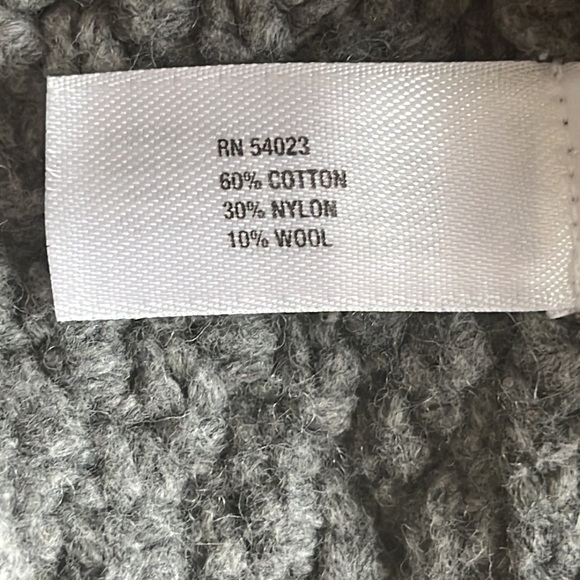 RN 54023
60% COTTON
30% NYLON
10% WOOL